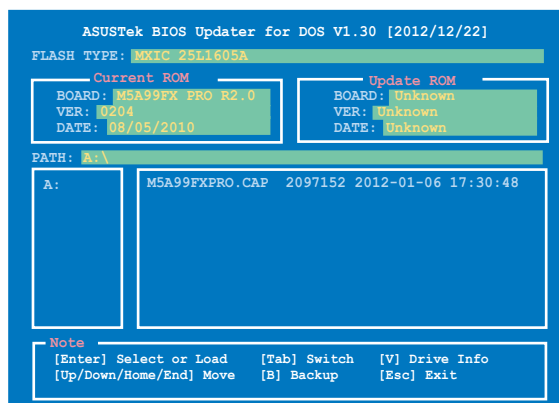 ASUSTek BIOS Updater for DOS V1.30 [2012/12/22]
FLASH TYPE: MXIC 25L1605A
Current ROM
BOARD: M5A99FX PRO R2.0
VER: 0204
DATE: 08/05/2010
Update ROM
BOARD: Unknown
VER: Unknown
DATE: Unknown
PATH: A:\
A:
M5A99FXPRO.CAP 2097152 2012-01-06 17:30:48
Note
[Enter] Select or Load [Tab] Switch [V] Drive Info
[Up/Down/Home/End] Move [B] Backup [Esc] Exit